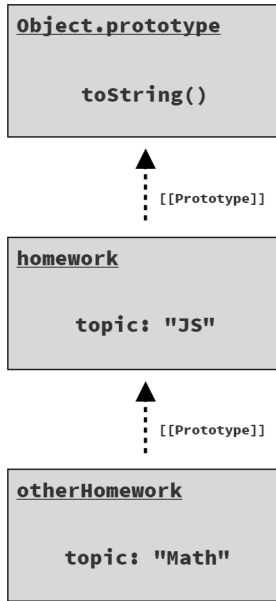 Object.prototype
toString()
[[Prototype]]
homework
topic: "JS"
[[Prototype]]
otherHomework
topic: "Math"